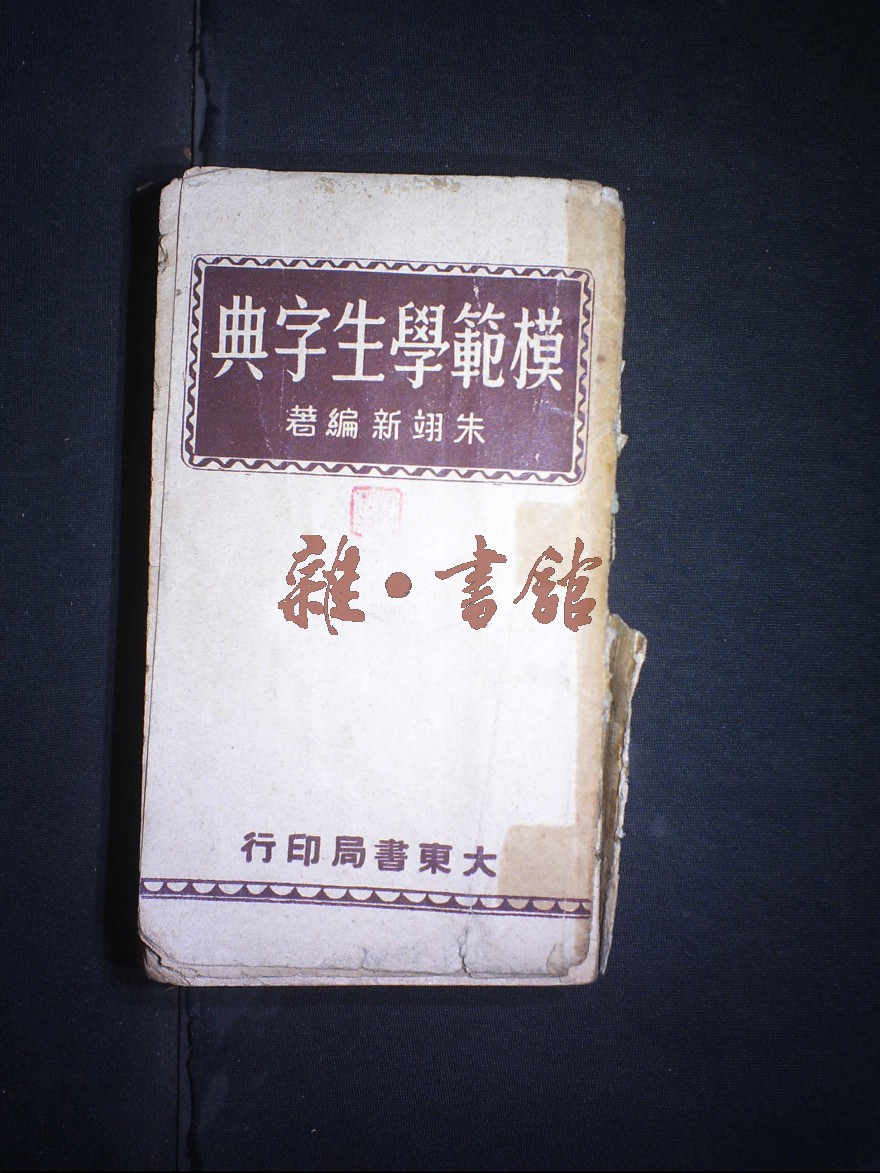 模範學生字典
朱翊新編著
雜·書館
大東書局印行